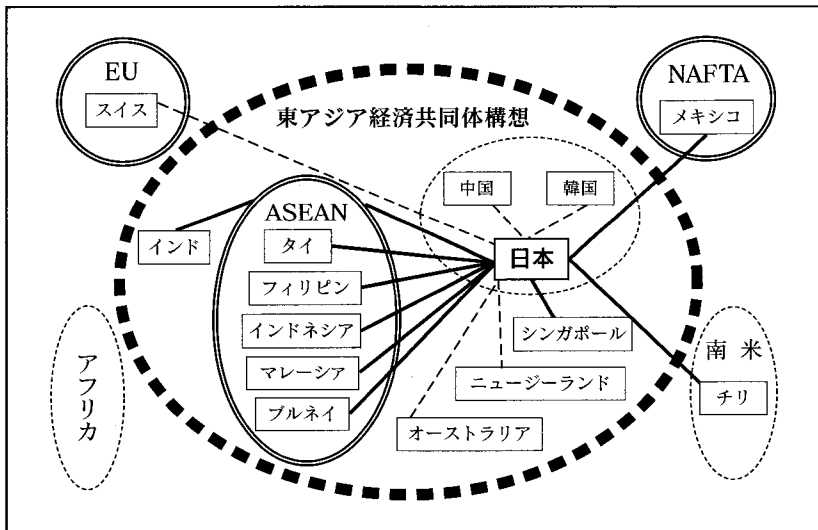 EU
スイス
NAFTA
メキシコ
東アジア経済共同体構想
中国
韓国
ASEAN
インド
タイ
日本
フィリピン
インドネシア
シンガポール
マレーシア
ニュージーランド
ブルネイ
オーストラリア
アフリカ
南米
チリ